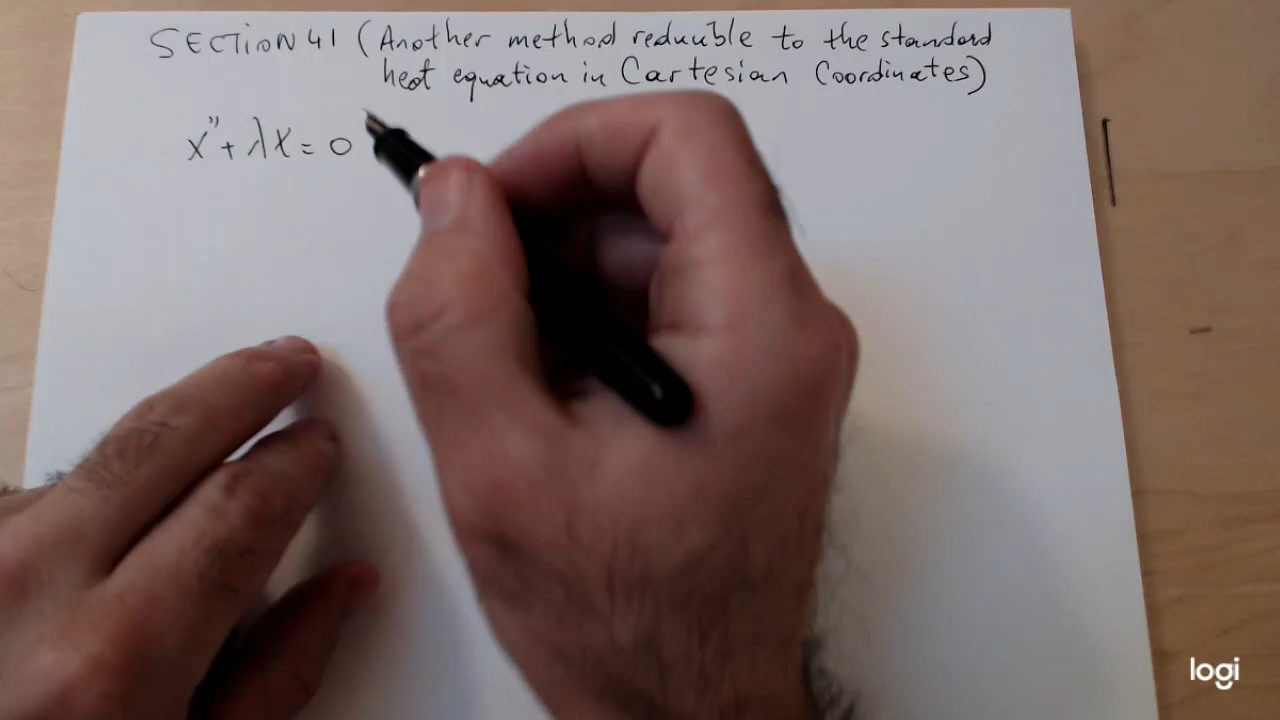 SECTION 41 (Another method reducible to the standard
heat equation in Cartesian Coordinates)
X" + λX = 0
logi